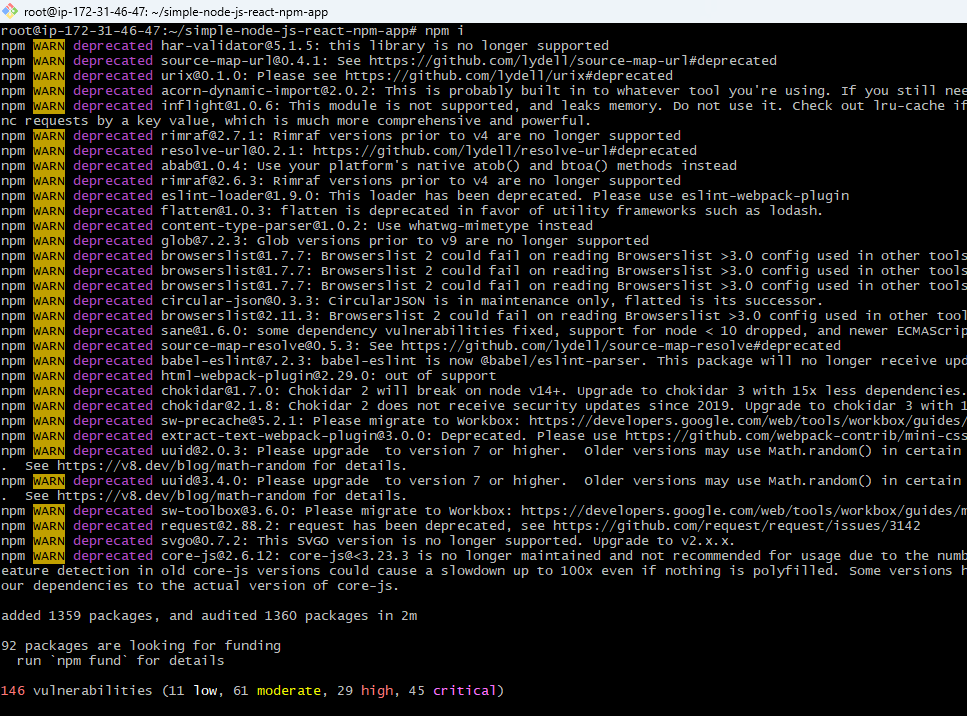 root@ip-172-31-46-47: ~/simple-node-js-react-npm-app
root@ip-172-31-46-47:~/simple-node-js-react-npm-app# npm i
npm WARN deprecated har-validator@5.1.5: this library is no longer supported
npm WARN deprecated source-map-url@0.4.1: See https://github.com/lydell/source-map-url#deprecated
npm WARN deprecated urix@0.1.0: Please see https://github.com/lydell/urix#deprecated
npm WARN deprecated acorn-dynamic-import@2.0.2: This is probably built in to whatever tool you're using. If you still nee
npm WARN deprecated inflight@1.0.6: This module is not supported, and leaks memory. Do not use it. Check out lru-cache if
nc requests by a key value, which is much more comprehensive and powerful.
npm WARN deprecated rimraf@2.7.1: Rimraf versions prior to v4 are no longer supported
npm WARN deprecated resolve-url@0.2.1: https://github.com/lydell/resolve-url#deprecated
npm WARN deprecated abab@1.0.4: Use your platform's native atob() and btoa() methods instead
npm WARN deprecated rimraf@2.6.3: Rimraf versions prior to v4 are no longer supported
npm WARN deprecated eslint-loader@1.9.0: This loader has been deprecated. Please use eslint-webpack-plugin
npm WARN deprecated flatten@1.0.3: flatten is deprecated in favor of utility frameworks such as lodash.
npm WARN deprecated content-type-parser@1.0.2: Use whatwg-mimetype instead
npm WARN deprecated glob@7.2.3: Glob versions prior to v9 are no longer supported
npm WARN deprecated browserslist@1.7.7: Browserslist 2 could fail on reading Browserslist >3.0 config used in other tools
npm WARN deprecated browserslist@1.7.7: Browserslist 2 could fail on reading Browserslist >3.0 config used in other tools
npm WARN deprecated browserslist@1.7.7: Browserslist 2 could fail on reading Browserslist >3.0 config used in other tools
npm WARN deprecated circular-json@0.3.3: CircularJSON is in maintenance only, flatted is its successor.
npm WARN deprecated browserslist@2.11.3: Browserslist 2 could fail on reading Browserslist >3.0 config used in other tool
npm WARN deprecated sane@1.6.0: some dependency vulnerabilities fixed, support for node < 10 dropped, and newer ECMAScrip
npm WARN deprecated source-map-resolve@0.5.3: See https://github.com/lydell/source-map-resolve#deprecated
npm WARN deprecated babel-eslint@7.2.3: babel-eslint is now @babel/eslint-parser. This package will no longer receive upd
npm WARN deprecated html-webpack-plugin@2.29.0: out of support
npm WARN deprecated chokidar@1.7.0: Chokidar 2 will break on node v14+. Upgrade to chokidar 3 with 15x less dependencies.
npm WARN deprecated chokidar@2.1.8: Chokidar 2 does not receive security updates since 2019. Upgrade to chokidar 3 with 1
npm WARN deprecated sw-precache@5.2.1: Please migrate to Workbox: https://developers.google.com/web/tools/workbox/guides/
npm WARN deprecated extract-text-webpack-plugin@3.0.0: Deprecated. Please use https://github.com/webpack-contrib/mini-css
npm WARN deprecated uuid@2.0.3: Please upgrade  to version 7 or higher.  Older versions may use Math.random() in certain
.  See https://v8.dev/blog/math-random for details.
npm WARN deprecated uuid@3.4.0: Please upgrade  to version 7 or higher.  Older versions may use Math.random() in certain
.  See https://v8.dev/blog/math-random for details.
npm WARN deprecated sw-toolbox@3.6.0: Please migrate to Workbox: https://developers.google.com/web/tools/workbox/guides/m
npm WARN deprecated request@2.88.2: request has been deprecated, see https://github.com/request/request/issues/3142
npm WARN deprecated svgo@0.7.2: This SVGO version is no longer supported. Upgrade to v2.x.x.
npm WARN deprecated core-js@2.6.12: core-js@<3.23.3 is no longer maintained and not recommended for usage due to the numb
eature detection in old core-js versions could cause a slowdown up to 100x even if nothing is polyfilled. Some versions h
our dependencies to the actual version of core-js.
added 1359 packages, and audited 1360 packages in 2m
92 packages are looking for funding
  run `npm fund` for details
146 vulnerabilities (11 low, 61 moderate, 29 high, 45 critical)